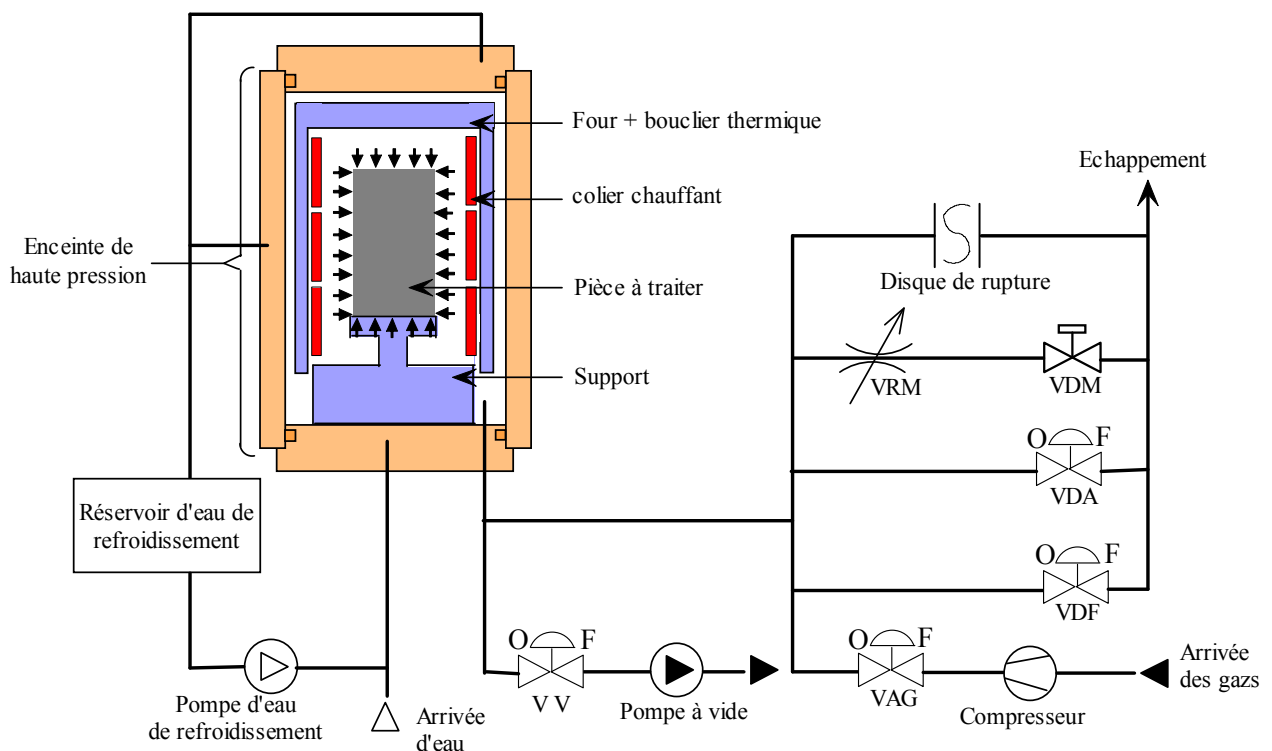 Four + bouclier thermique
Echappement
colier chauffant
Enceinte de
haute pression
Pièce à traiter
Disque de rupture
Support
VRM
VDM
O F
VDA
Réservoir d'eau de
refroidissement
O F
VDF
O F
V V
Pompe d'eau
de refroidissement
Arrivée
d'eau
Pompe à vide
O F
VAG
Compresseur
Arrivée
des gazs